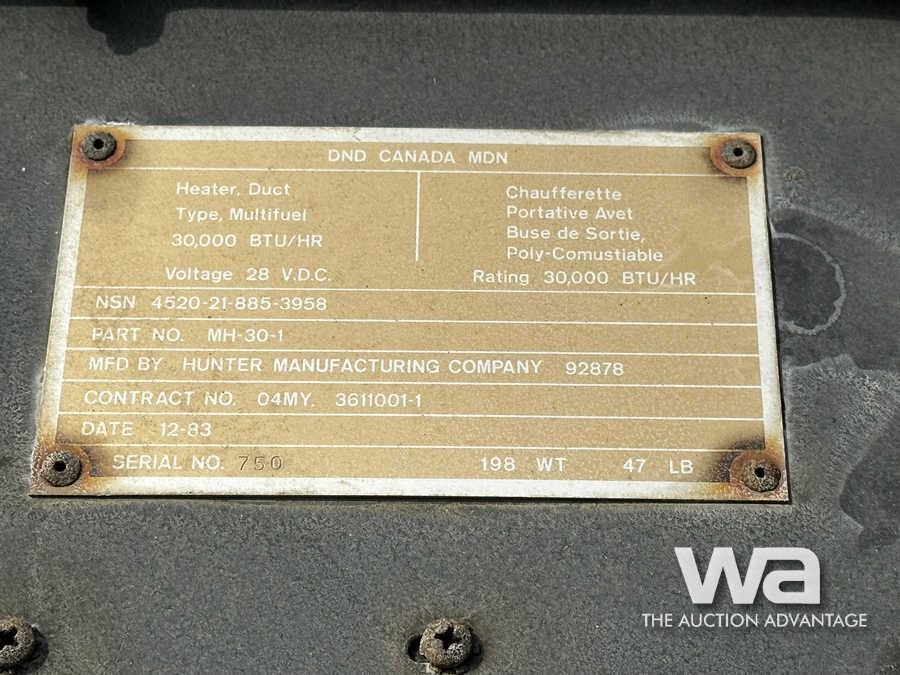 DND CANADA MDN
Heater, Duct
Type, Multifuel
30,000 BTU/HR
Voltage 28 V.D.C.
Chaufferette
Portative Avet
Buse de Sortie,
Poly-Comustiable
Rating 30,000 BTU/HR
NSN 4520-21-885-3958
PART NO. MH-30-1
MFD BY HUNTER MANUFACTURING COMPANY 92878
CONTRACT NO. 04MY. 3611001-1
DATE 12-83
SERIAL NO. 750 198 WT 47 LB
wa
THE AUCTION ADVANTAGE